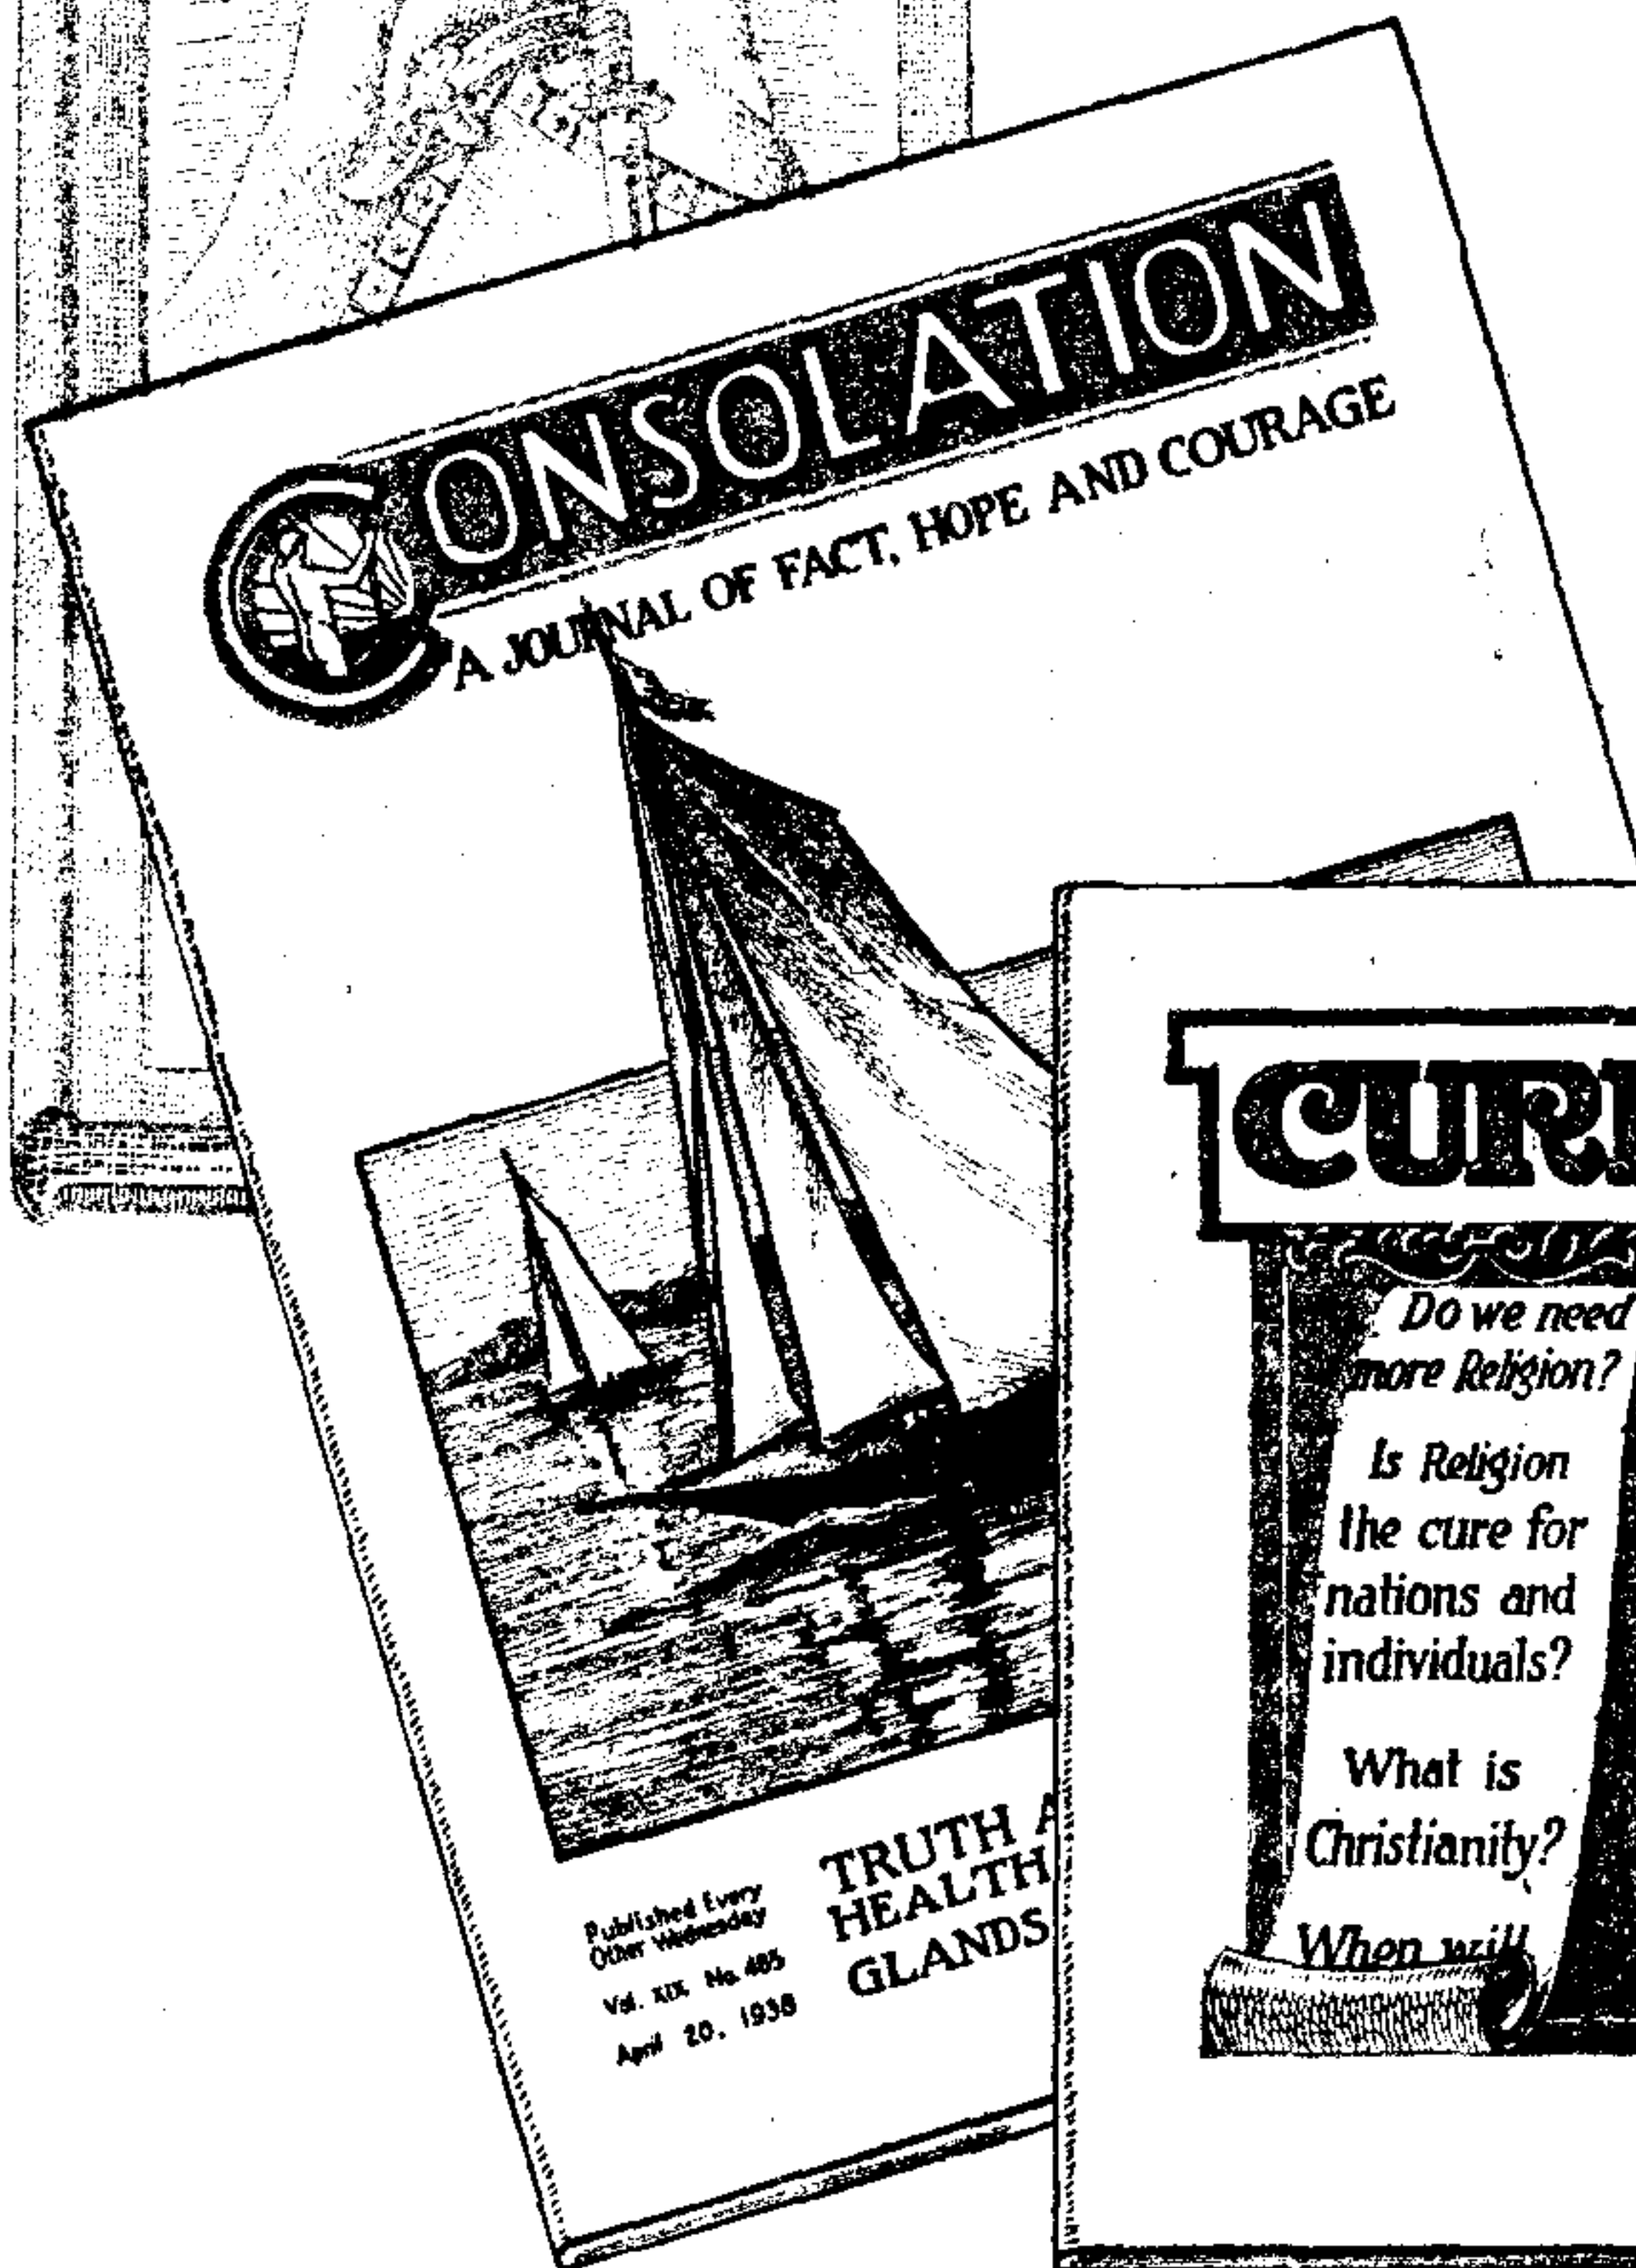 CONSOLATION
A JOURNAL OF FACT, HOPE AND COURAGE
TRUTH A
HEALTH
GLANDS
Published Every
Other Wednesday
Vol. XIX No. 485
April 20, 1938
CUR
Do we need
more Religion?
Is Religion
the cure for
nations and
individuals?
What is
Christianity?
When will